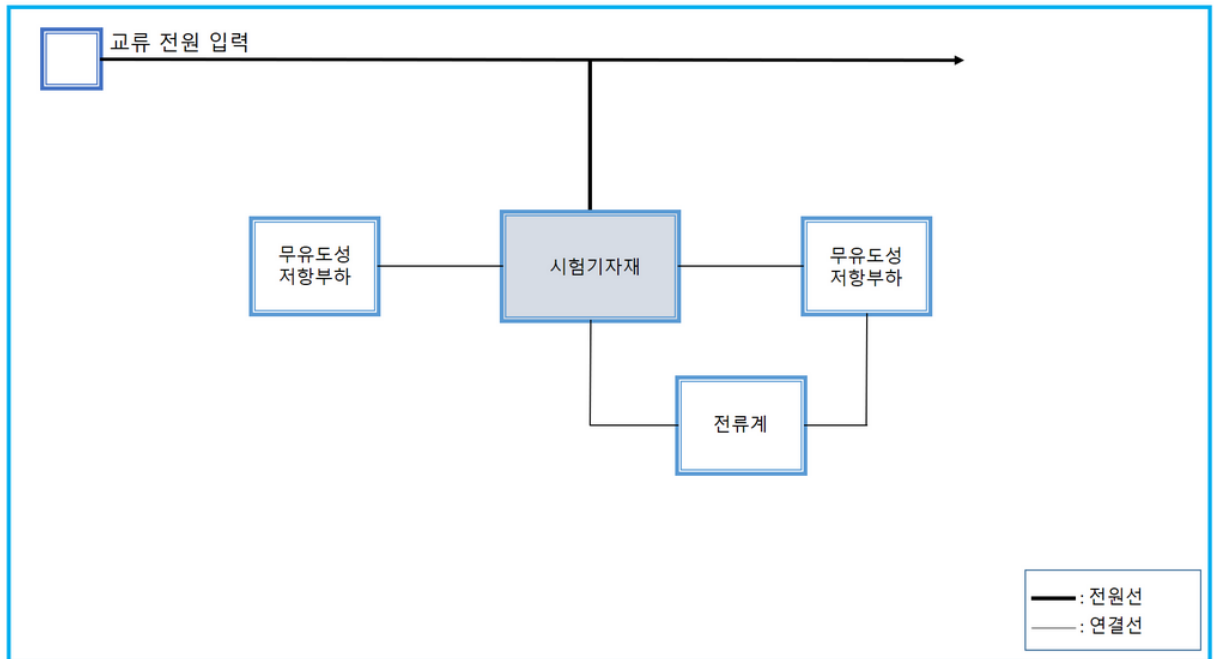 교류 전원 입력
무유도성
저항부하
시험기자재
무유도성
저항부하
전류계
: 전원선
: 연결선